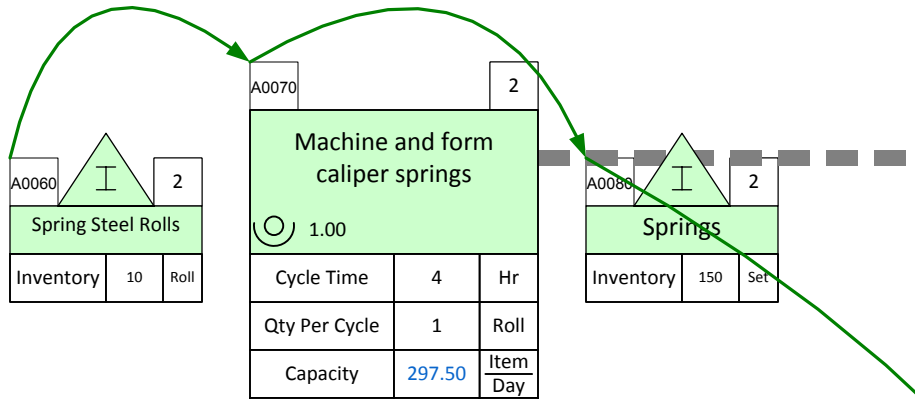 A0060
2
Spring Steel Rolls
Inventory
10
Roll
A0070
2
Machine and form
caliper springs
1.00
Cycle Time
4
Hr
Qty Per Cycle
1
Roll
Capacity
297.50
Item
Day
A0080
2
Springs
Inventory
150
Set